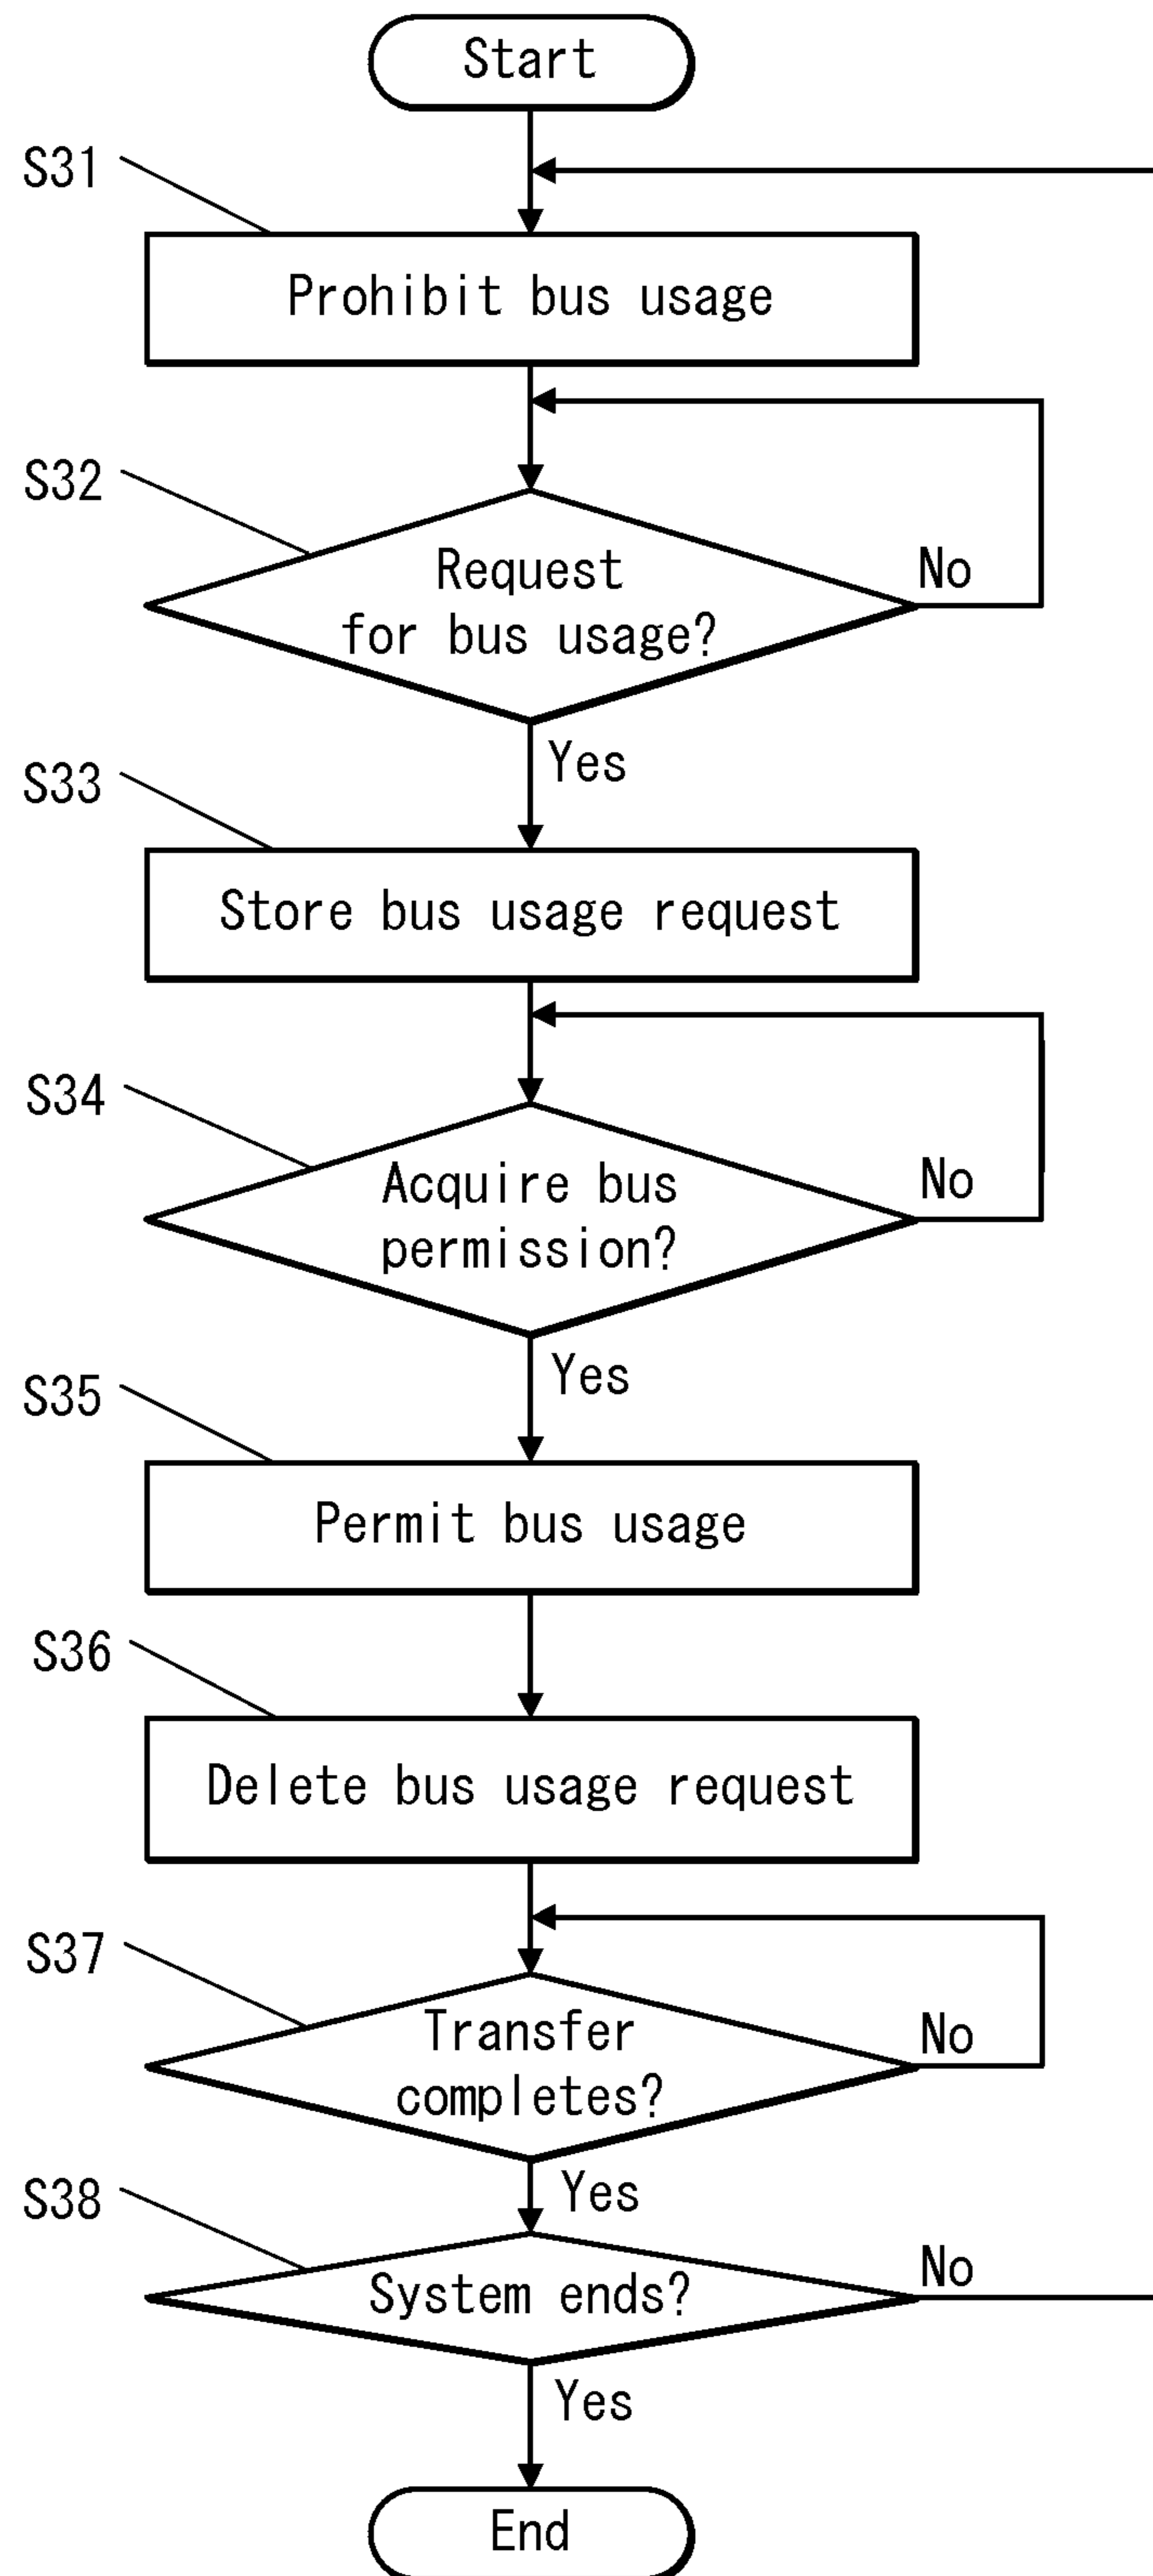 Start
S31
Prohibit bus usage
S32
Request
for bus usage?
No
Yes
S33
Store bus usage request
S34
Acquire bus
permission?
No
Yes
S35
Permit bus usage
S36
Delete bus usage request
S37
Transfer
completes?
No
Yes
S38
System ends?
No
Yes
End